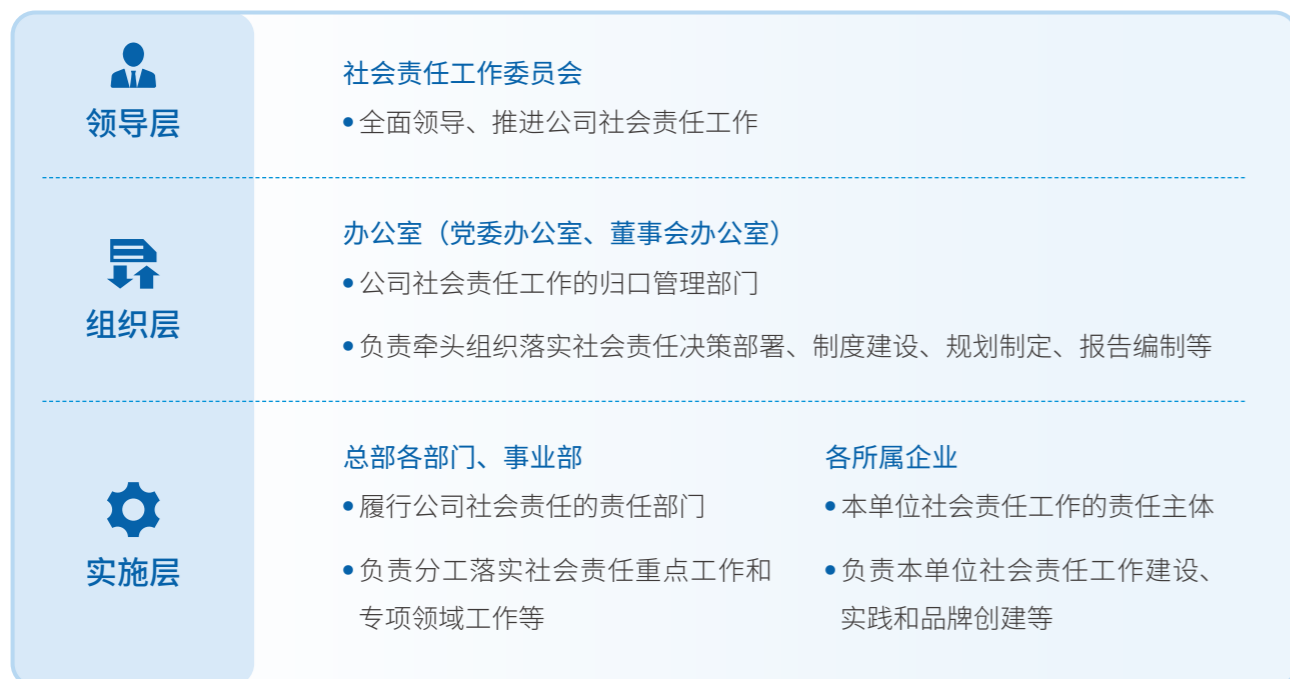 领导层
社会责任工作委员会
•全面领导、推进公司社会责任工作
组织层
办公室（党委办公室、董事会办公室）
•公司社会责任工作的归口管理部门
•负责牵头组织落实社会责任决策部署、制度建设、规划制定、报告编制等
实施层
总部各部门、事业部
•履行公司社会责任的责任部门
•负责分工落实社会责任重点工作和
专项领域工作等
各所属企业
•本单位社会责任工作的责任主体
•负责本单位社会责任工作建设、
实践和品牌创建等